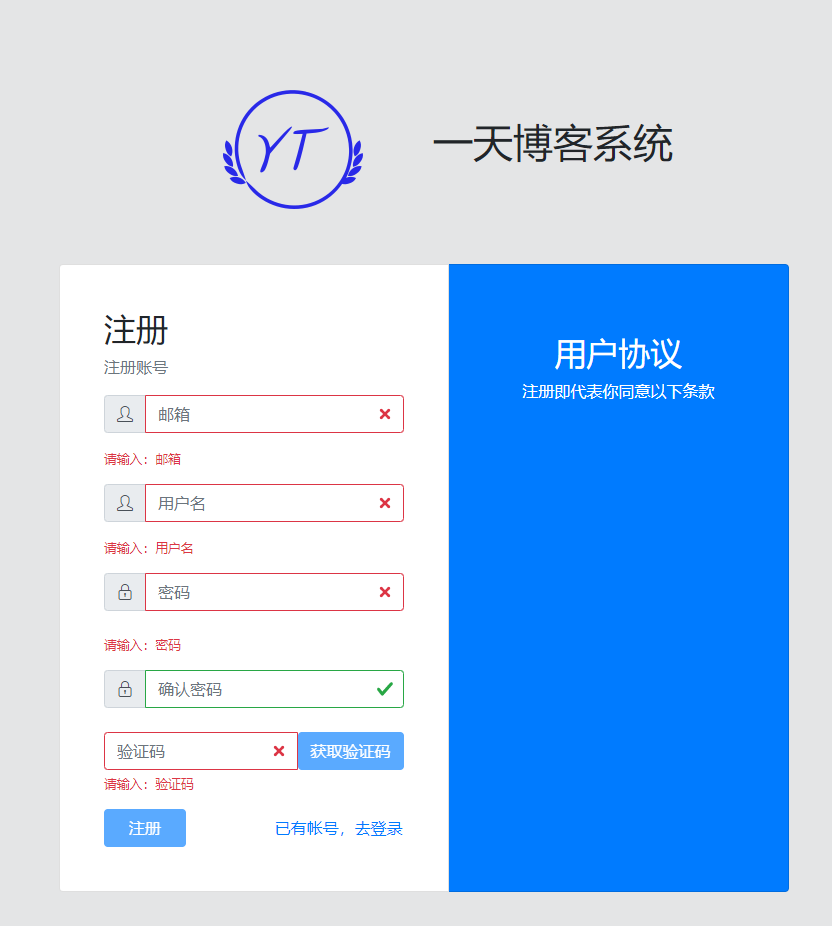 YT
一天博客系统
注册
注册账号
邮箱
请输入：邮箱
用户名
请输入：用户名
密码
请输入：密码
确认密码
验证码 获取验证码
请输入：验证码
注册 已有帐号，去登录
用户协议
注册即代表你同意以下条款